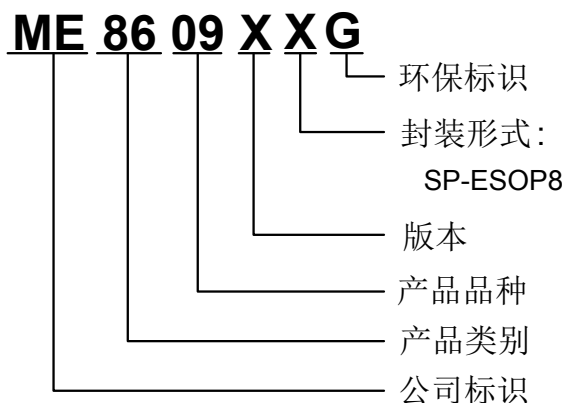 ME 86 09 X X G
环保标识
封装形式:
SP-ESOP8
版本
产品品种
产品类别
公司标识